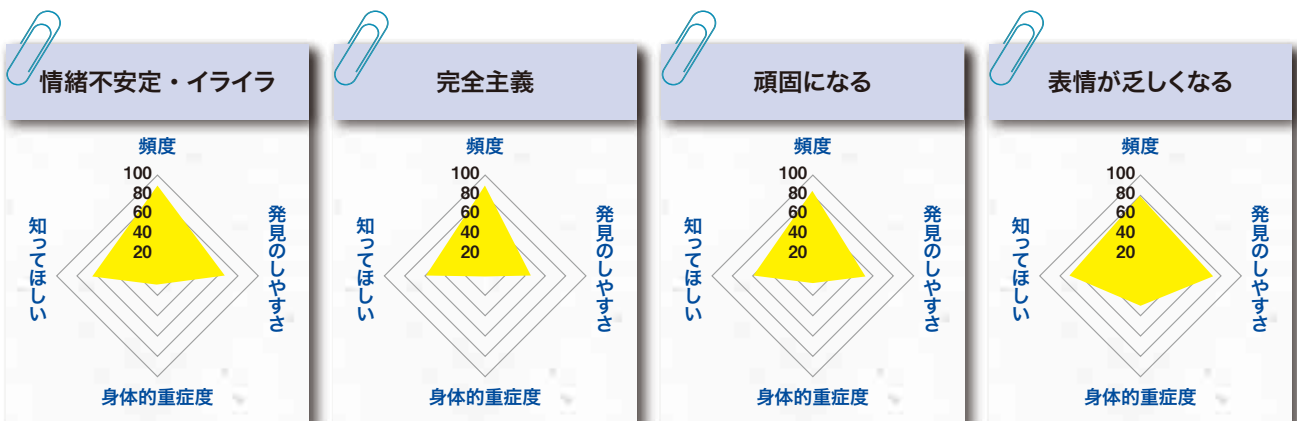 情緒不安定・イライラ
頻度
100
80
60
40
20
知ってほしい
発見のしやすさ
身体的重症度
完全主義
頻度
100
80
60
40
20
知ってほしい
発見のしやすさ
身体的重症度
頑固になる
頻度
100
80
60
40
20
知ってほしい
発見のしやすさ
身体的重症度
表情が乏しくなる
頻度
100
80
60
40
20
知ってほしい
発見のしやすさ
身体的重症度